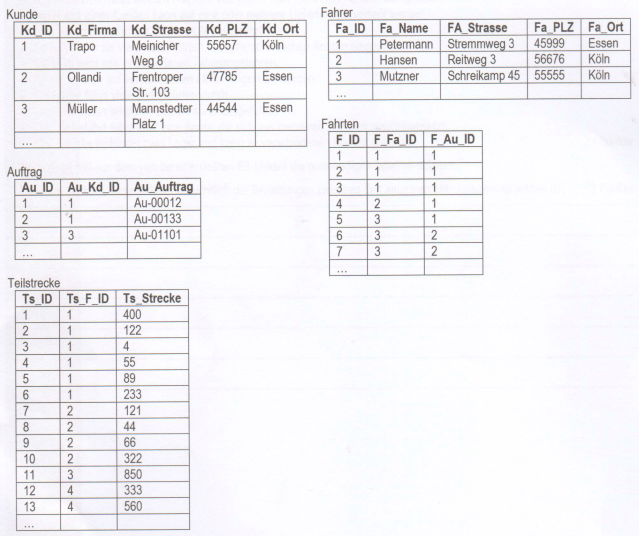 Kunde
Kd_ID Kd_Firma Kd_Strasse Kd_PLZ Kd_Ort
1 Trapo Meinicher Weg 8 55657 Köln
2 Ollandi Frentroper Str. 103 47785 Essen
3 Müller Mannstedter Platz 1 44544 Essen
...
Auftrag
Au_ID Au_Kd_ID Au_Auftrag
1 1 Au-00012
2 1 Au-00133
3 3 Au-01101
...
Teilstrecke
Ts_ID Ts_F_ID Ts_Strecke
1 1 400
2 1 122
3 1 4
4 1 55
5 1 89
6 1 233
7 2 121
8 2 44
9 2 66
10 2 322
11 3 850
12 4 333
13 4 560
...
Fahrer
Fa_ID Fa_Name FA_Strasse Fa_PLZ Fa_Ort
1 Petermann Stremmweg 3 45999 Essen
2 Hansen Reitweg 3 56676 Köln
3 Mutzner Schreikamp 45 55555 Köln
...
Fahrten
F_ID F_Fa_ID F_Au_ID
1 1 1
2 1 1
3 1 1
4 2 1
5 3 1
6 3 2
7 3 2
...